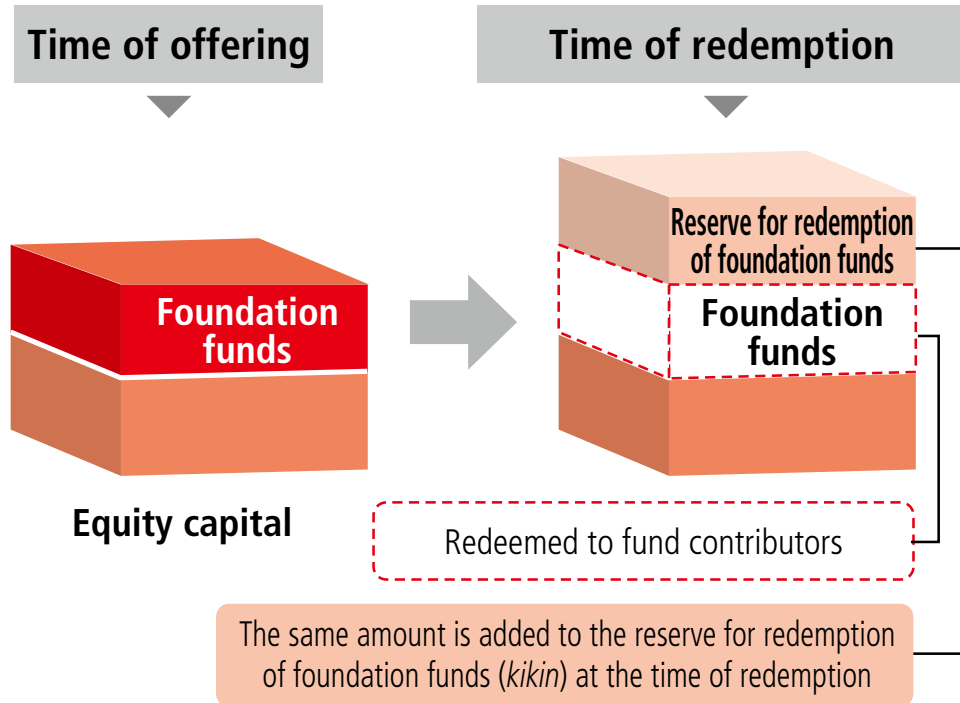 Time of offering
Time of redemption
Reserve for redemption
of foundation funds
Foundation
funds
Foundation
funds
Equity capital
Redeemed to fund contributors
The same amount is added to the reserve for redemption
of foundation funds (kikin) at the time of redemption